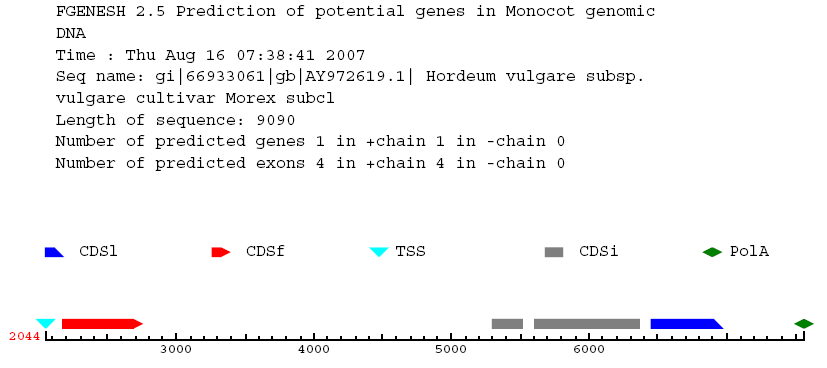 FGENESH 2.5 Prediction of potential genes in Monocot genomic
DNA
Time : Thu Aug 16 07:38:41 2007
Seq name: gi|66933061|gb|AY972619.1| Hordeum vulgare subsp.
vulgare cultivar Morex subcl
Length of sequence: 9090
Number of predicted genes 1 in +chain 1 in -chain 0
Number of predicted exons 4 in +chain 4 in -chain 0
CDSl CDSf TSS CDSi PolA
2044
3000 4000 5000 6000